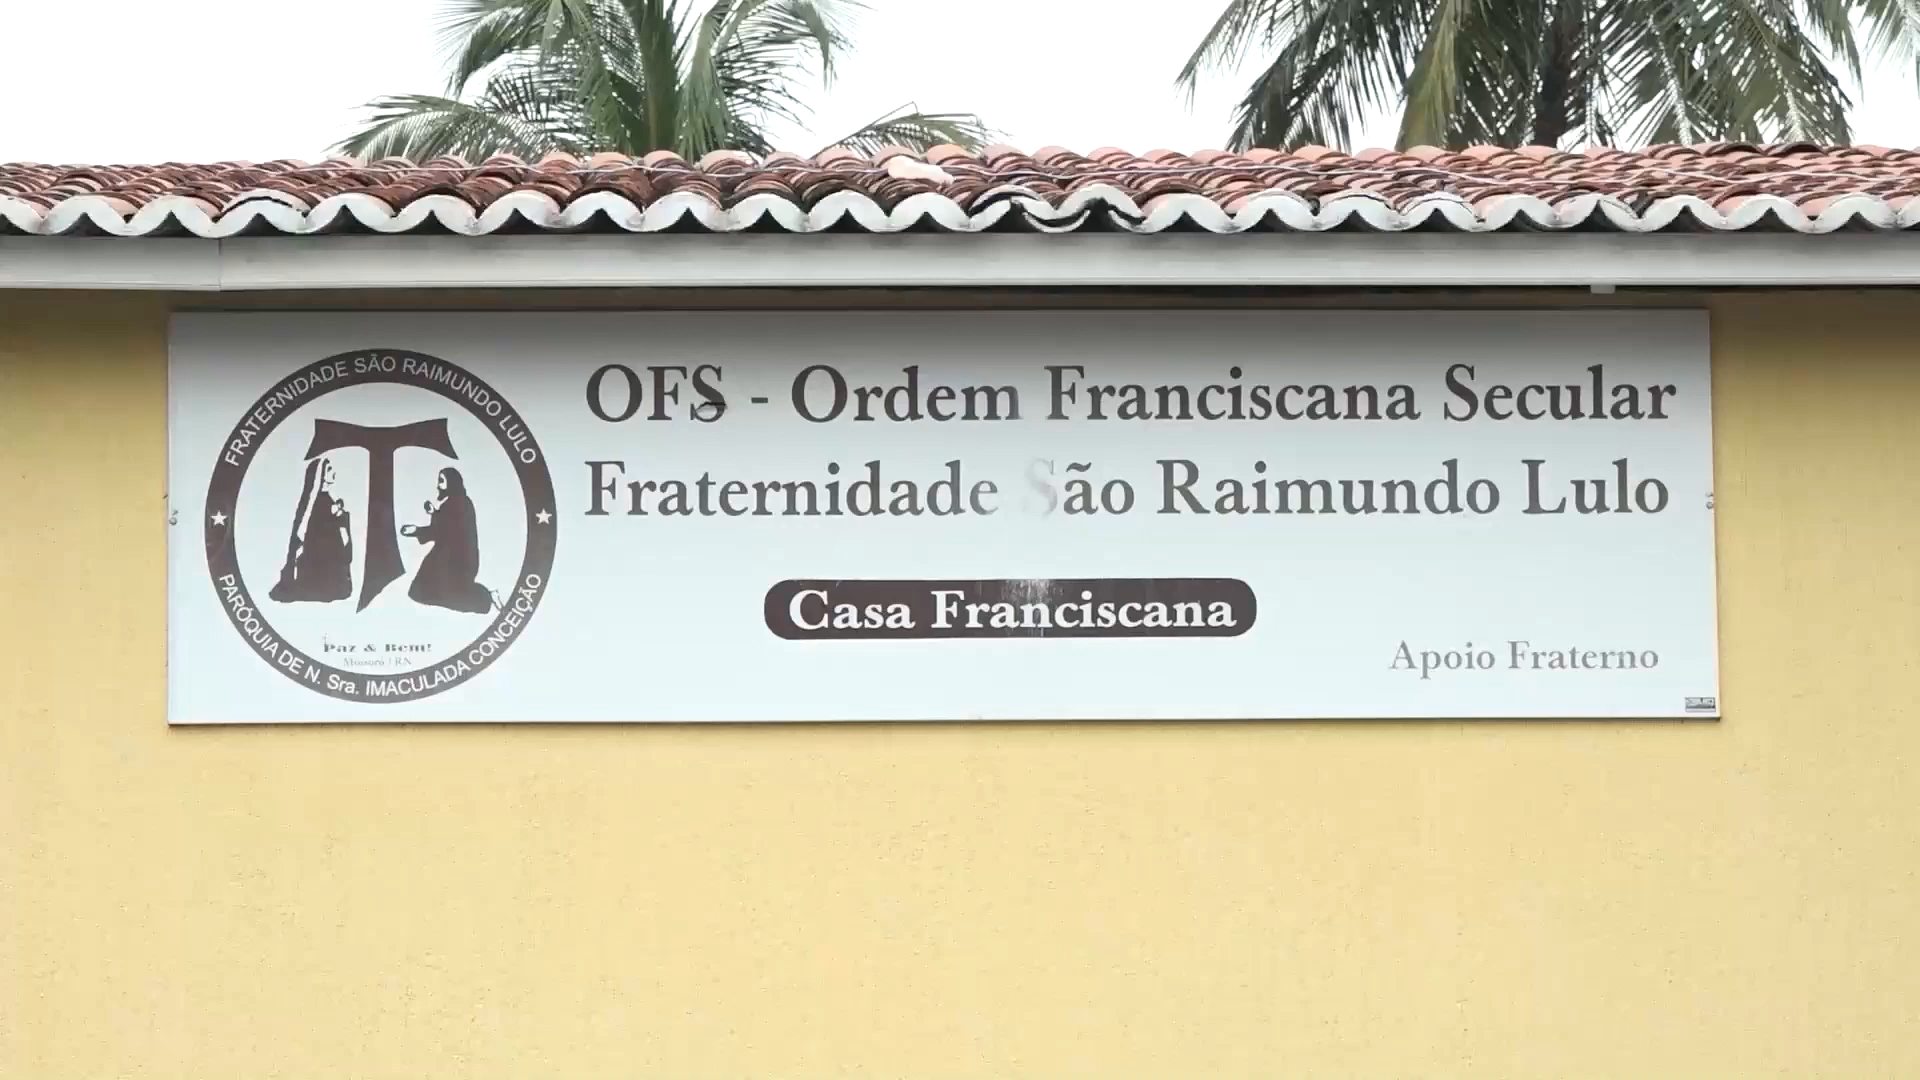 FRATERNIDADE SÃO RAIMUNDO LULO
Paz & Bem!
Mossoró / RN
PARÓQUIA DE N. Sra. IMACULADA CONCEIÇÃO
OFS - Ordem Franciscana Secular
Fraternidade São Raimundo Lulo
Casa Franciscana
Apoio Fraterno